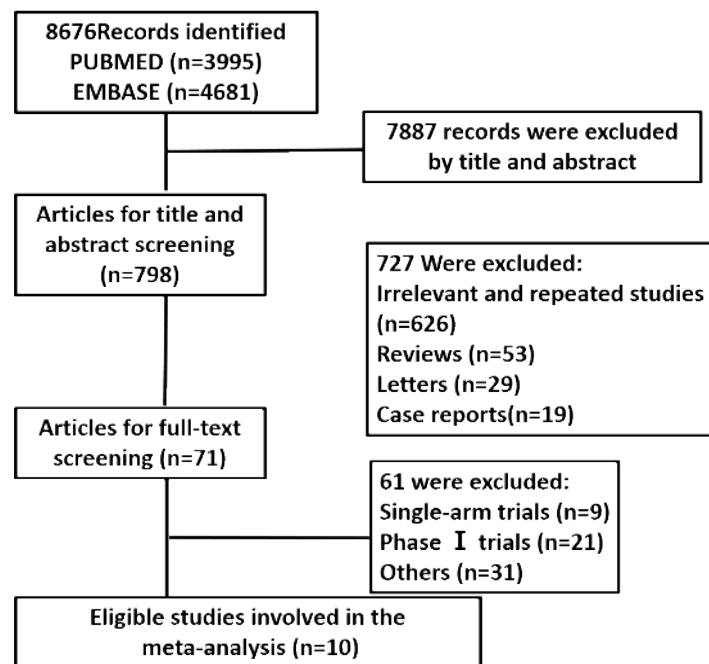 8676Records identified
PUBMED (n=3995)
EMBASE (n=4681)
7887 records were excluded
by title and abstract
Articles for title and
abstract screening
(n=798)
727 Were excluded:
Irrelevant and repeated studies
(n=626)
Reviews (n=53)
Letters (n=29)
Case reports(n=19)
Articles for full-text
screening (n=71)
61 were excluded:
Single-arm trials (n=9)
Phase I trials (n=21)
Others (n=31)
Eligible studies involved in the
meta-analysis (n=10)